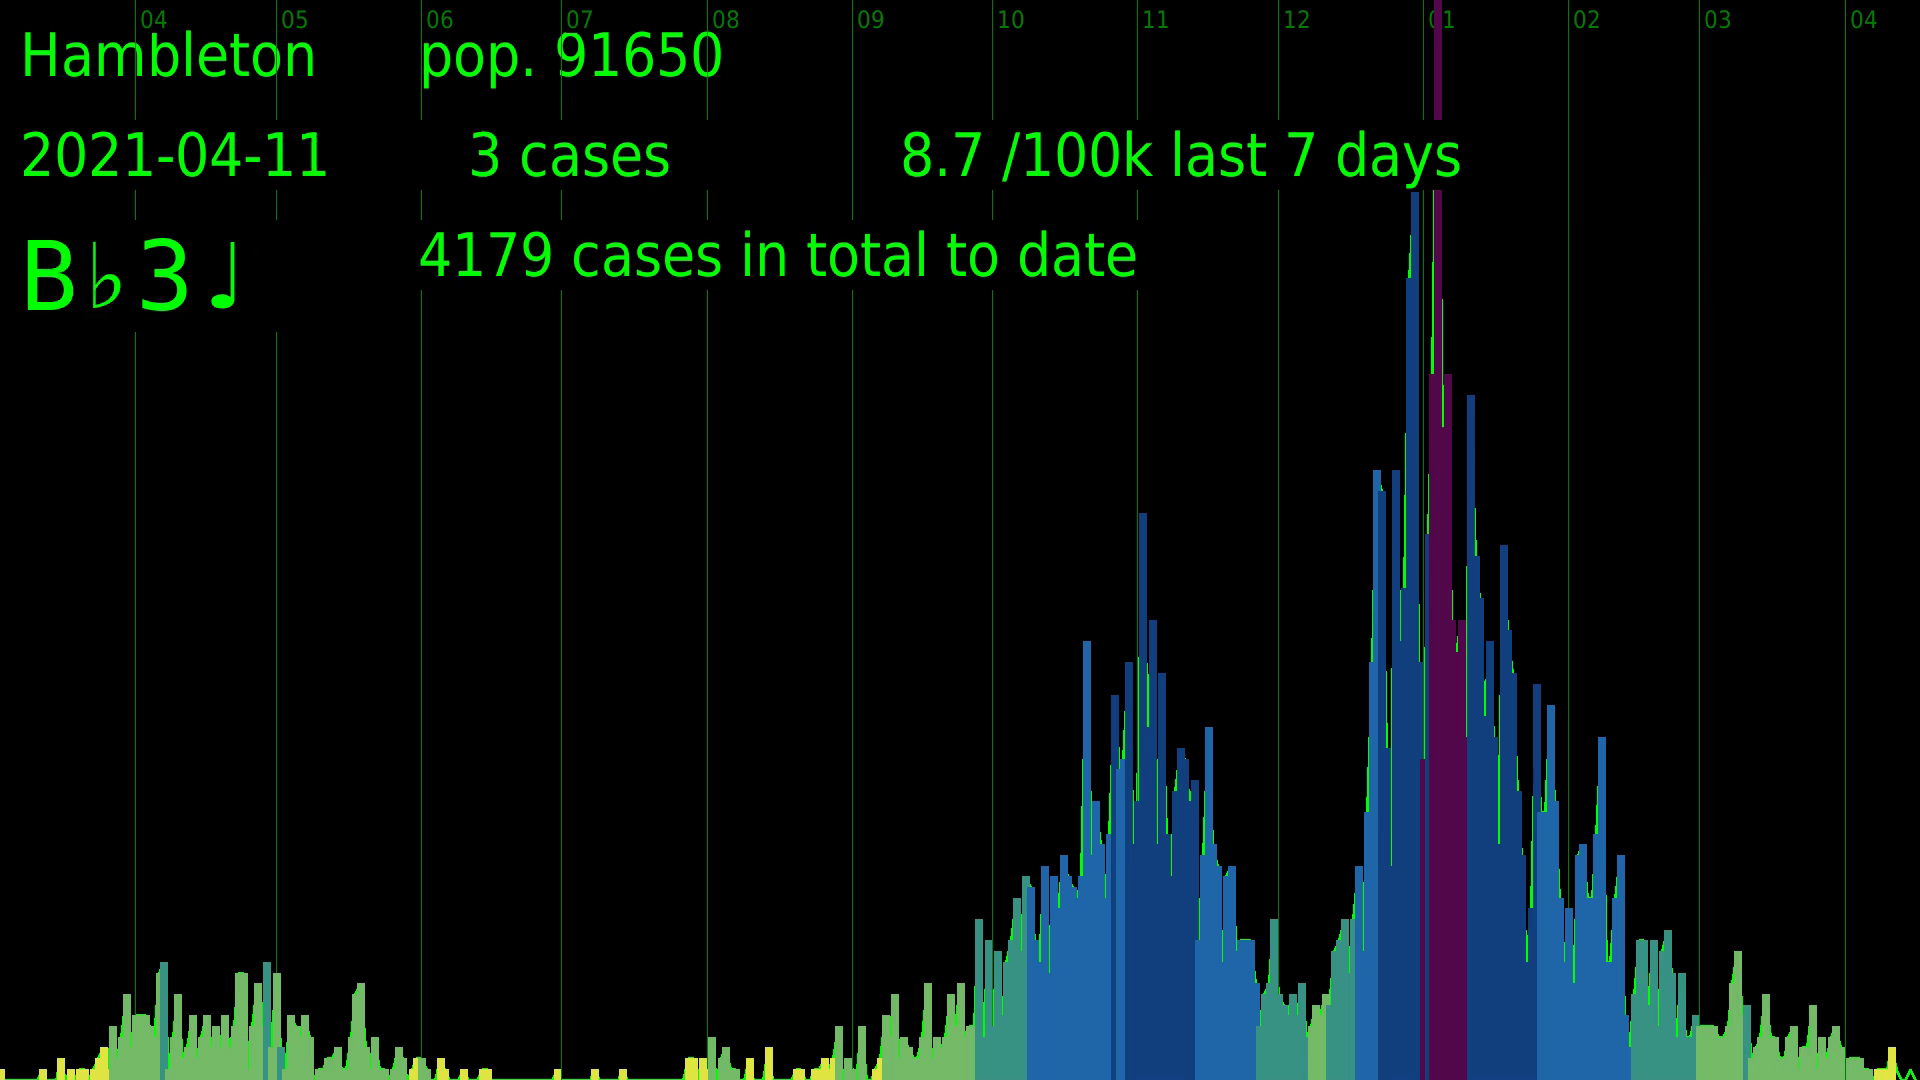 04 05 06 07 08 09 10 11 12 01 02 03 04
Hambleton pop. 91650
2021-04-11 3 cases 8.7 /100k last 7 days
B♭3♩ 4179 cases in total to date